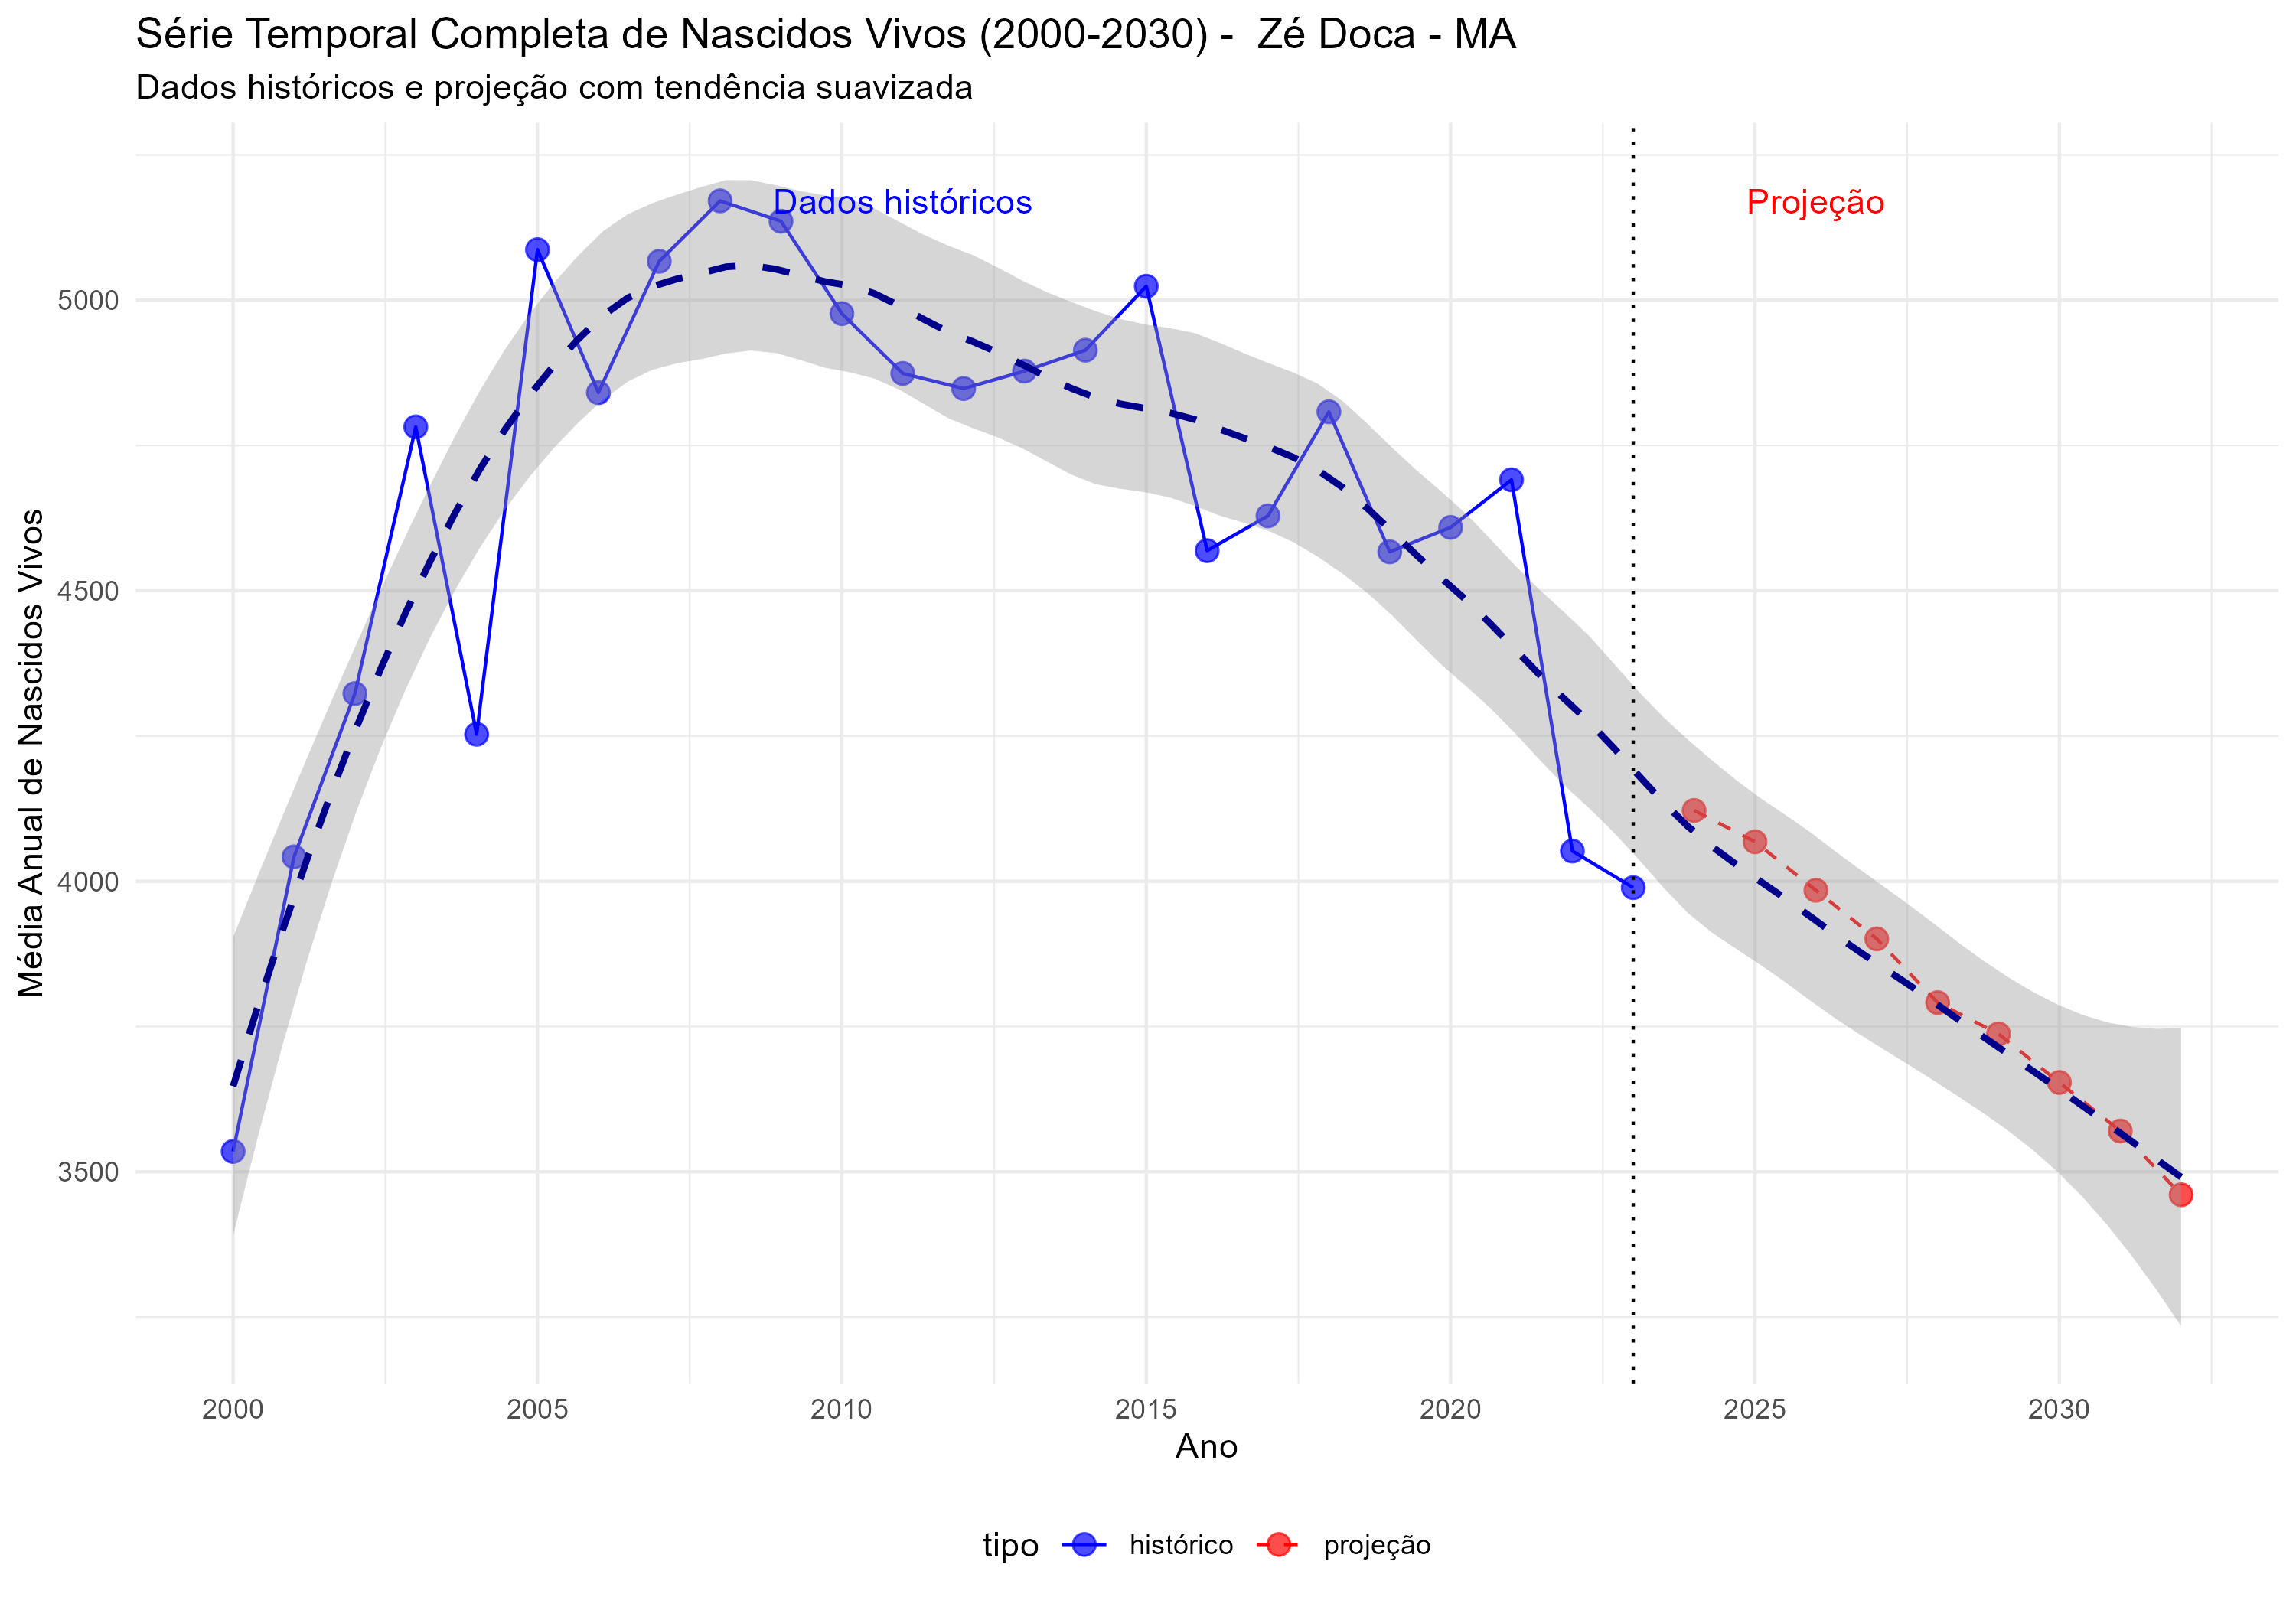 Série Temporal Completa de Nascidos Vivos (2000-2030) -  Zé Doca - MA
Dados históricos e projeção com tendência suavizada
Dados históricos
Projeção
Média Anual de Nascidos Vivos
5000
4500
4000
3500
2000 2005 2010 2015 2020 2025 2030
Ano
tipo histórico projeção